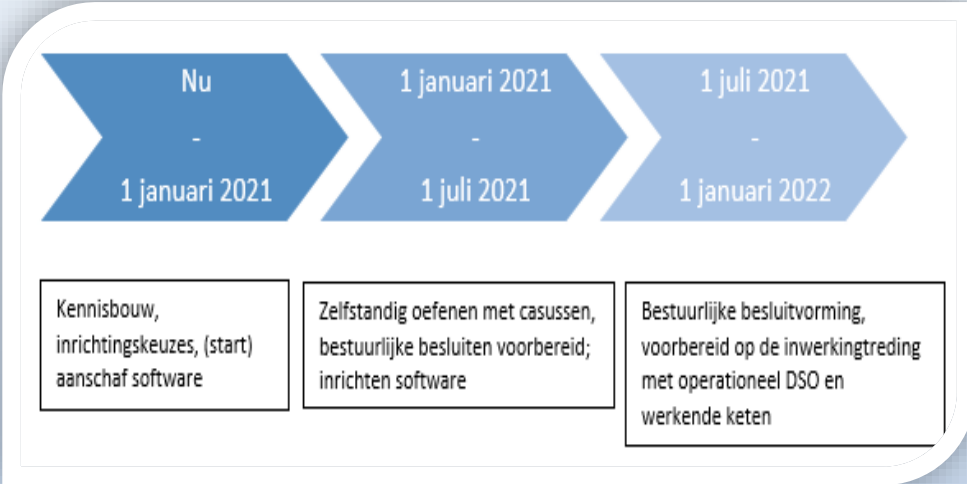 Nu
-
1 januari 2021
1 januari 2021
-
1 juli 2021
1 juli 2021
-
1 januari 2022
Kennisbouw,
inrichtingskeuzes, (start)
aanschaf software
Zelfstandig oefenen met casussen,
bestuurlijke besluiten voorbereid;
inrichten software
Bestuurlijke besluitvorming,
voorbereid op de inwerkingtreding
met operationeel DSO en
werkende keten